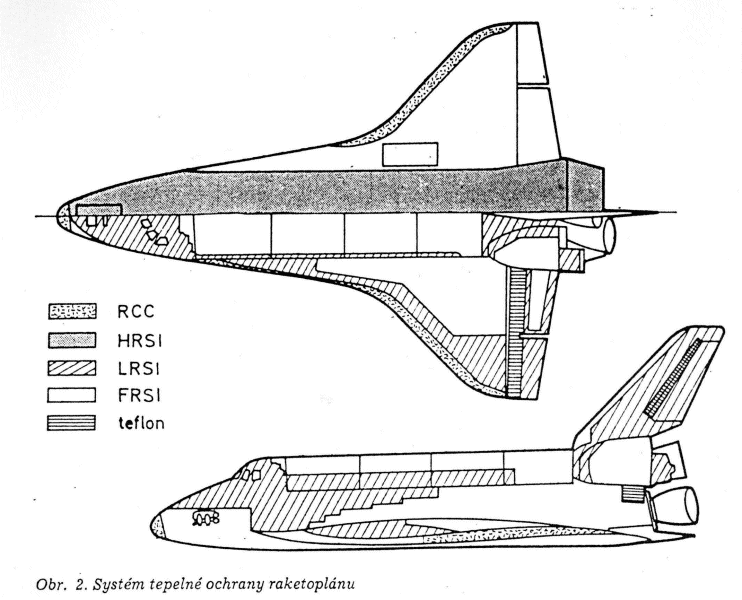 RCC
HRSI
LRSI
FRSI
teflon
Obr. 2. Systém tepelné ochrany raketoplánu